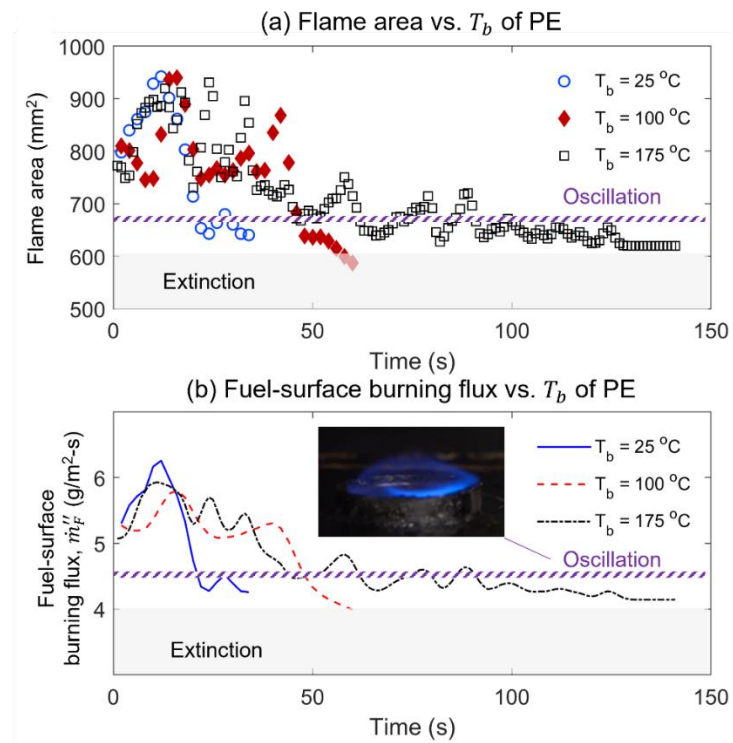 (a) Flame area vs. T_b of PE
1000
900
800
700
600
500
Flame area (mm²)
T_b = 25 °C
T_b = 100 °C
T_b = 175 °C
Oscillation
Extinction
0
50
100
150
Time (s)
(b) Fuel-surface burning flux vs. T_b of PE
6
5
4
Fuel-surface
burning flux, ṁ″_F (g/m²-s)
T_b = 25 °C
T_b = 100 °C
T_b = 175 °C
Oscillation
Extinction
0
50
100
150
Time (s)